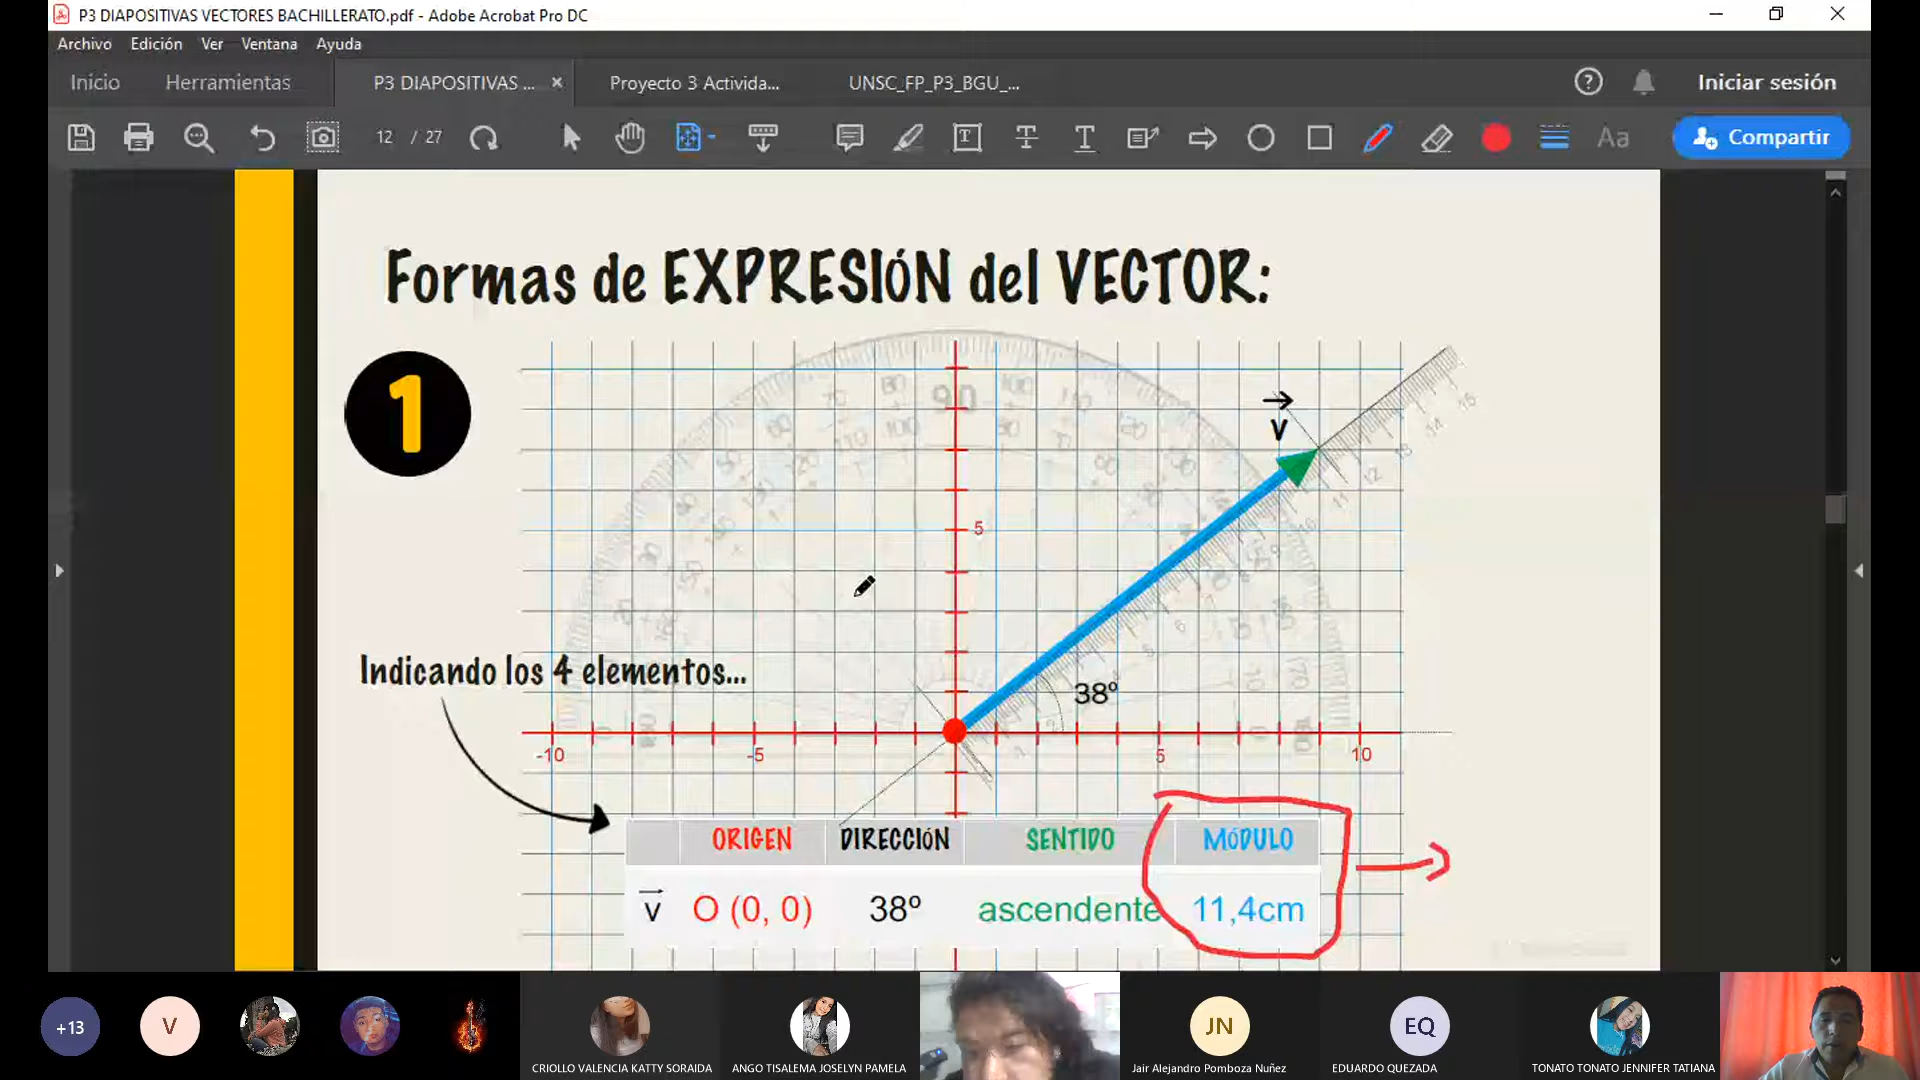 P3 DIAPOSITIVAS VECTORES BACHILLERATO.pdf - Adobe Acrobat Pro DC
Archivo Edición Ver Ventana Ayuda
Inicio Herramientas P3 DIAPOSITIVAS ... × Proyecto 3 Activida... UNSC_FP_P3_BGU_... Iniciar sesión
12 / 27 Aa Compartir
Formas de EXPRESIÓN del VECTOR:
1
90
v
5
Indicando los 4 elementos...
38º
-10 -5 5 10
ORIGEN DIRECCIÓN SENTIDO MÓDULO
v O (0, 0) 38º ascendente 11,4cm
+13 V JN EQ
CRIOLLO VALENCIA KATTY SORAIDA ANGO TISALEMA JOSELYN PAMELA Jair Alejandro Pomboza Nuñez EDUARDO QUEZADA TONATO TONATO JENNIFER TATIANA